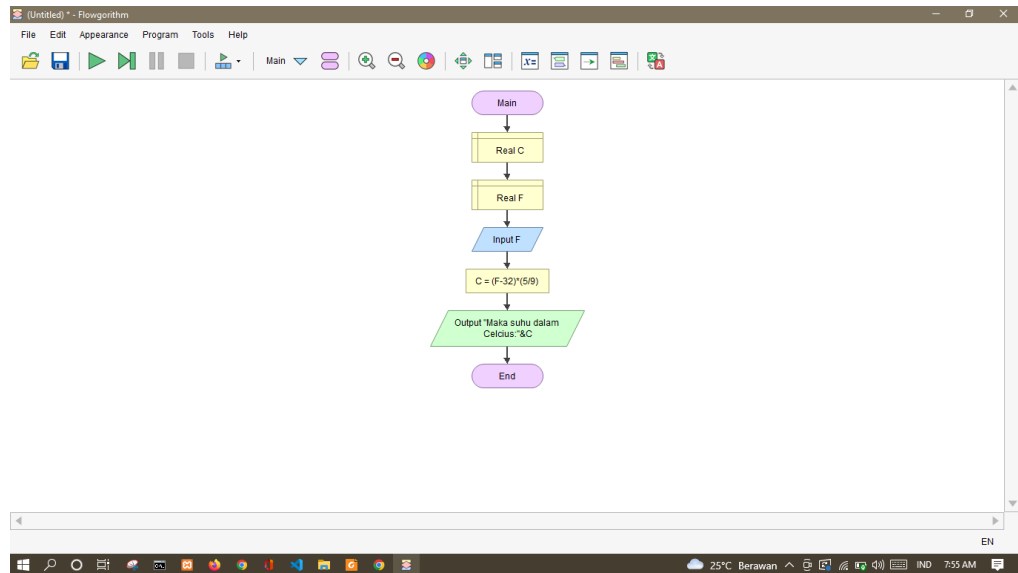 (Untitled) * - Flowgorithm
File Edit Appearance Program Tools Help
Main
x=
A
Main
Real C
Real F
Input F
C = (F-32)*(5/9)
Output "Maka suhu dalam
Celcius:"&C
End
EN
25°C Berawan IND 7:55 AM